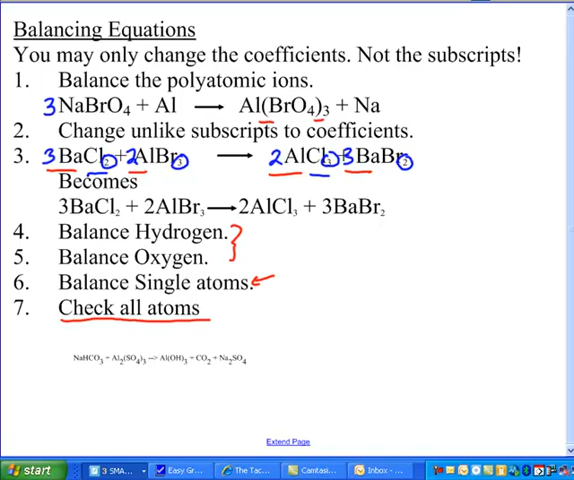 Balancing Equations
You may only change the coefficients. Not the subscripts!
1. Balance the polyatomic ions.
3NaBrO₄ + Al → Al(BrO₄)₃ + Na
2. Change unlike subscripts to coefficients.
3. 3BaCl₂ + 2AlBr₃ → 2AlCl₃ + 3BaBr₂
Becomes
3BaCl₂ + 2AlBr₃ → 2AlCl₃ + 3BaBr₂
4. Balance Hydrogen.
5. Balance Oxygen.
6. Balance Single atoms.
7. Check all atoms
NaHCO₃ + Al₂(SO₄)₃ --> Al(OH)₃ + CO₂ + Na₂SO₄
Extend Page
start 3 SMA... Easy Gr... The Tac... Camtasi... Inbox - ...